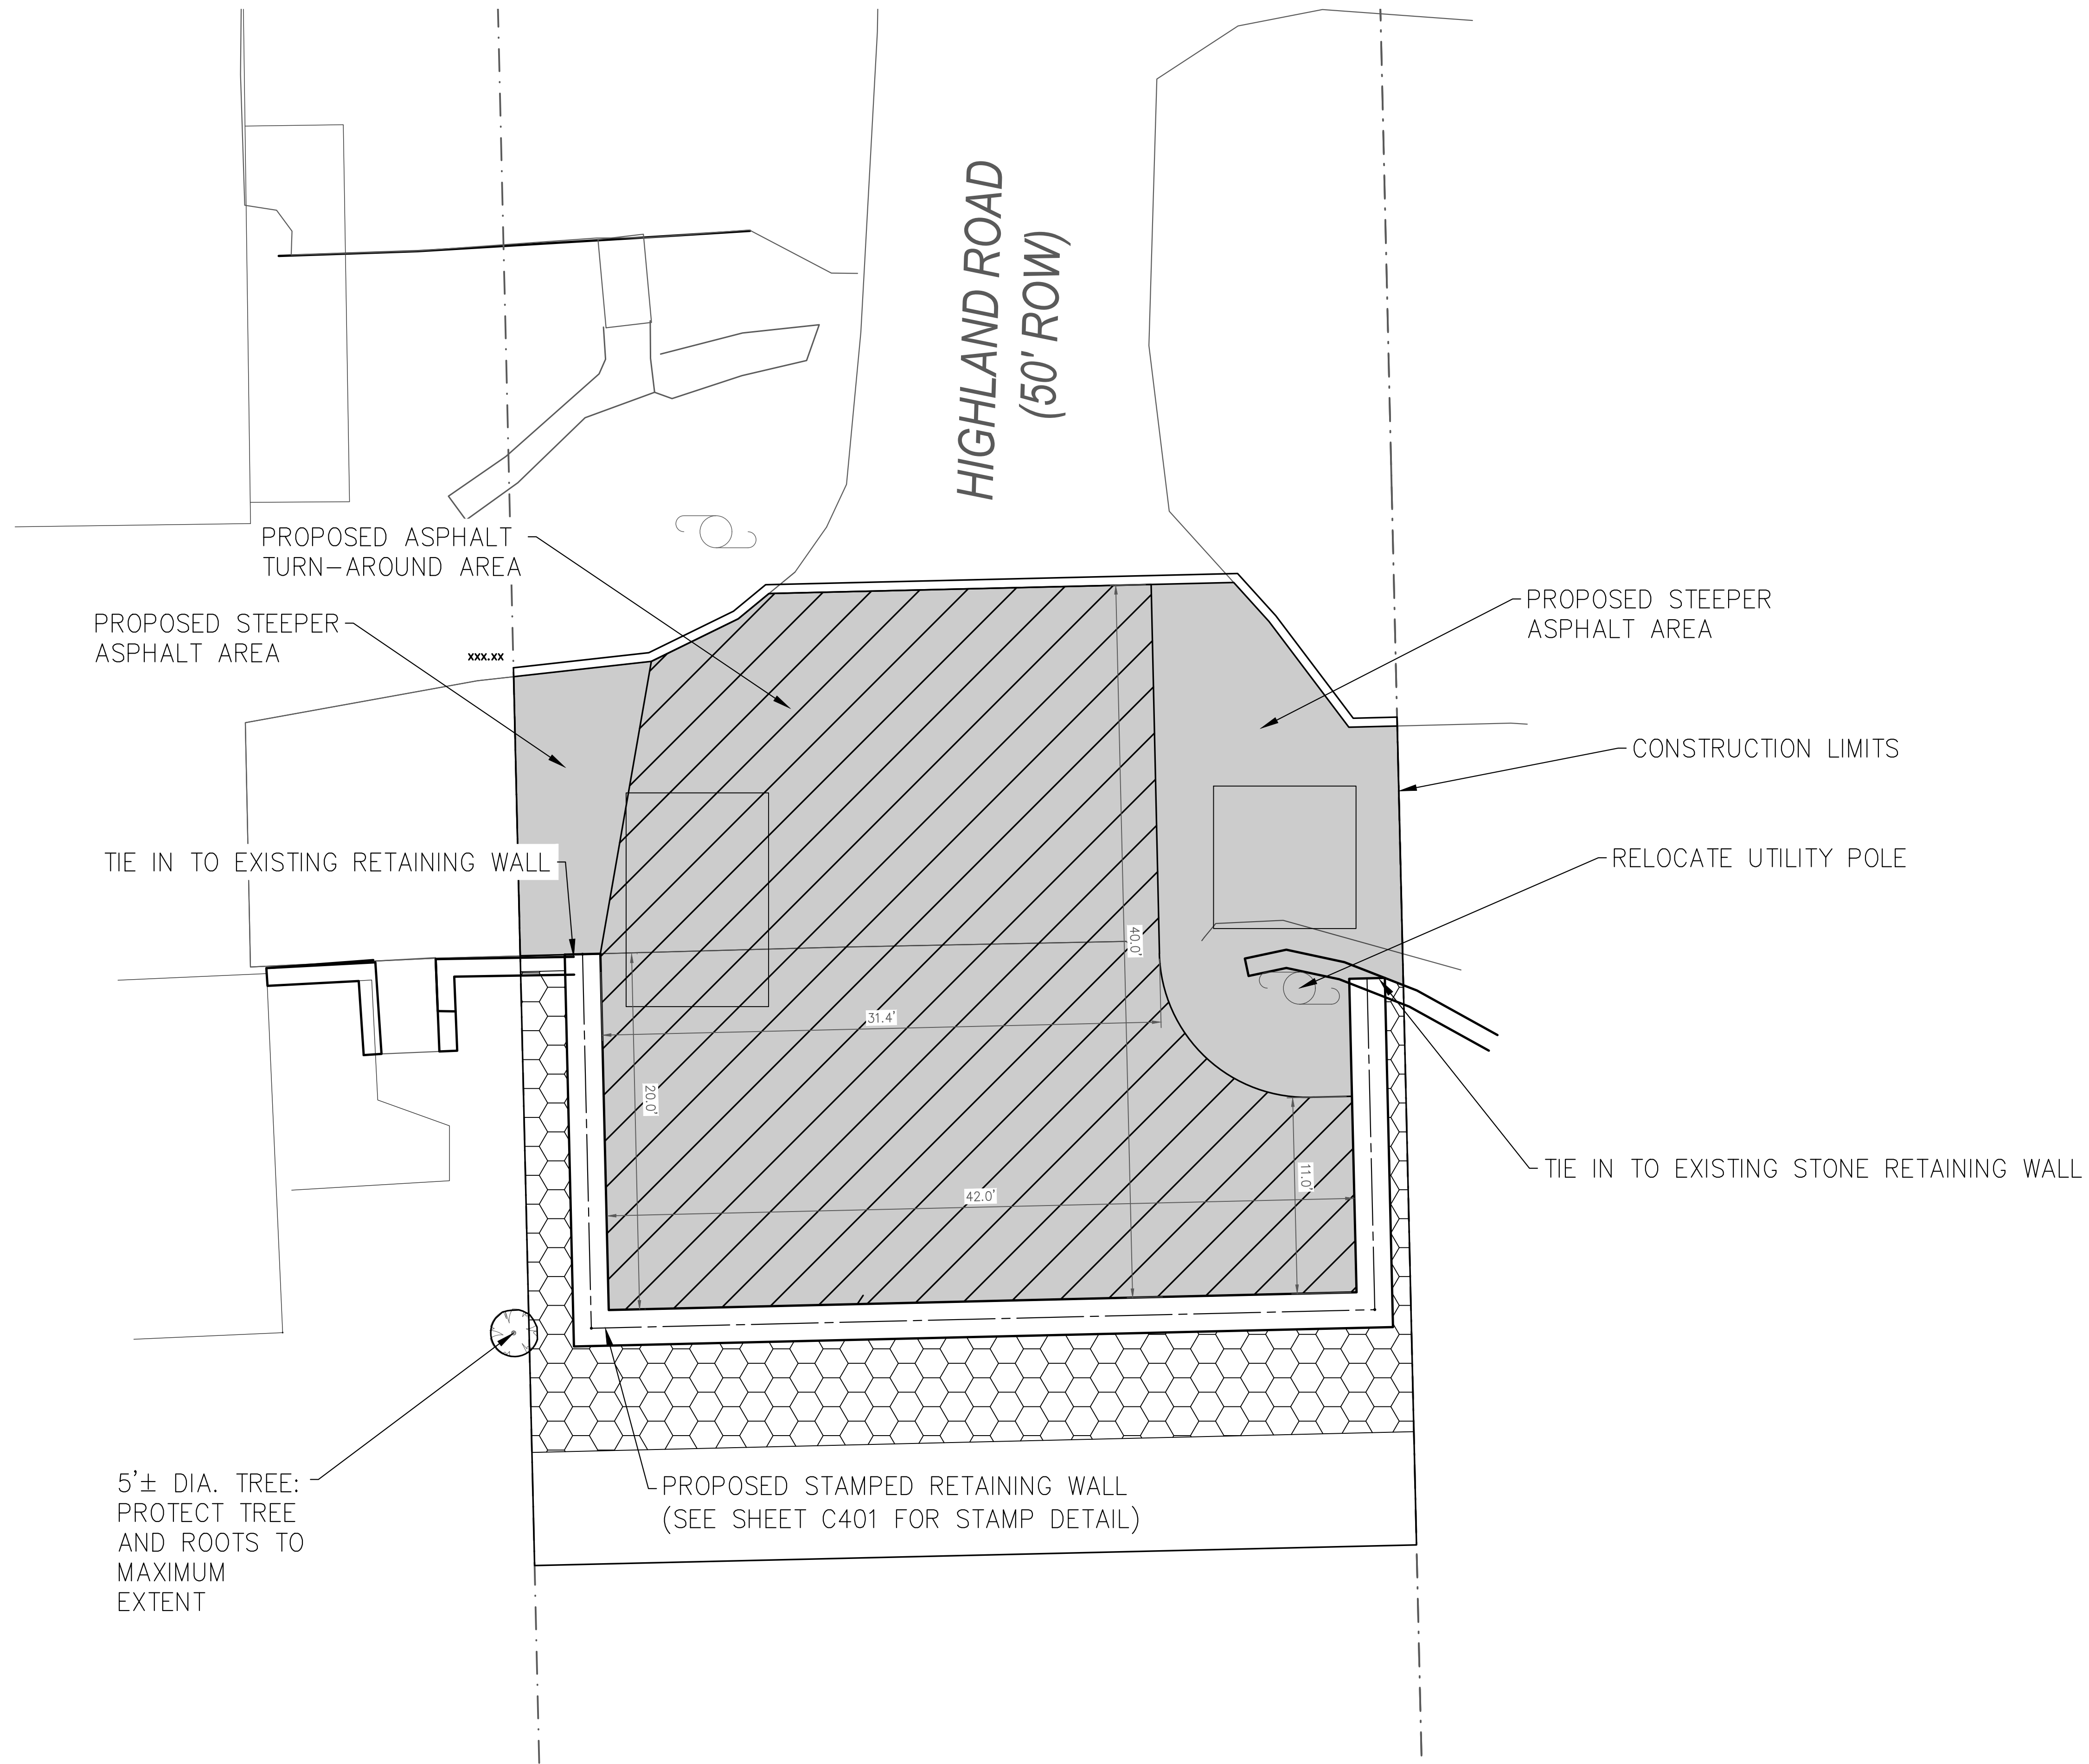 HIGHLAND ROAD
(50' ROW)
PROPOSED ASPHALT
TURN-AROUND AREA
PROPOSED STEEPER
ASPHALT AREA
xxx.xx
PROPOSED STEEPER
ASPHALT AREA
CONSTRUCTION LIMITS
TIE IN TO EXISTING RETAINING WALL
RELOCATE UTILITY POLE
40.0'
31.4'
20.0'
11.0'
42.0'
TIE IN TO EXISTING STONE RETAINING WALL
5'± DIA. TREE:
PROTECT TREE
AND ROOTS TO
MAXIMUM
EXTENT
PROPOSED STAMPED RETAINING WALL
(SEE SHEET C401 FOR STAMP DETAIL)